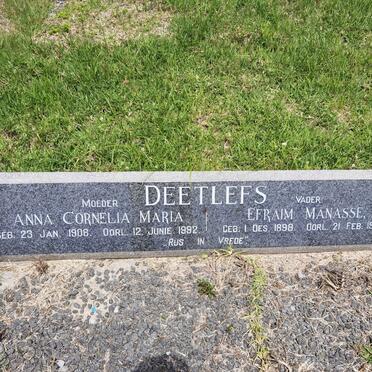 MOEDER DEETLEFS VADER
ANNA CORNELIA MARIA EFRAIM MANASSE.
GEB. 23 JAN. 1908. OORL. 12. JUNIE 1992. GEB. 1 DES. 1898. OORL. 21 FEB.
RUS IN VREDE